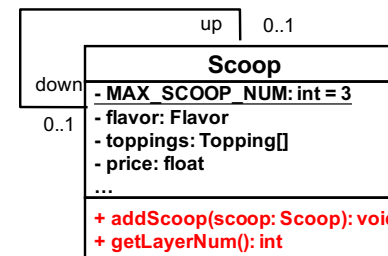 up 0..1
Scoop
down
- MAX_SCOOP_NUM: int = 3
0..1
- flavor: Flavor
- toppings: Topping[]
- price: float
...
+ addScoop(scoop: Scoop): void
+ getLayerNum(): int